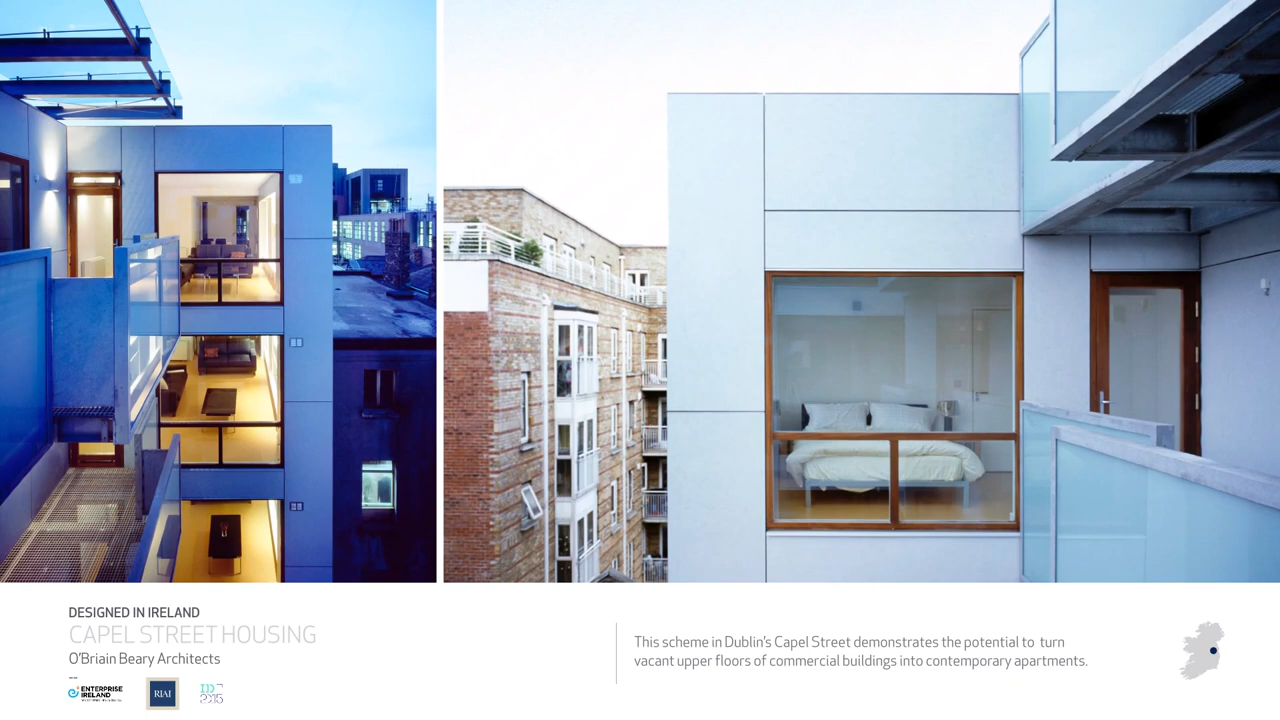 DESIGNED IN IRELAND
CAPEL STREET HOUSING
O'Briain Beary Architects
ENTERPRISE
IRELAND
RIAI
2015
This scheme in Dublin's Capel Street demonstrates the potential to turn
vacant upper floors of commercial buildings into contemporary apartments.